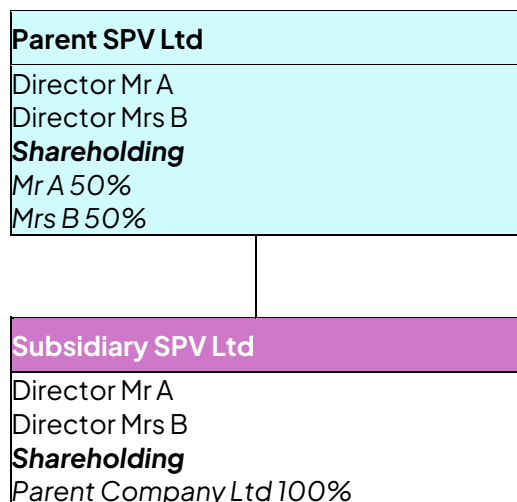 Parent SPV Ltd
Director Mr A
Director Mrs B
Shareholding
Mr A 50%
Mrs B 50%
Subsidiary SPV Ltd
Director Mr A
Director Mrs B
Shareholding
Parent Company Ltd 100%